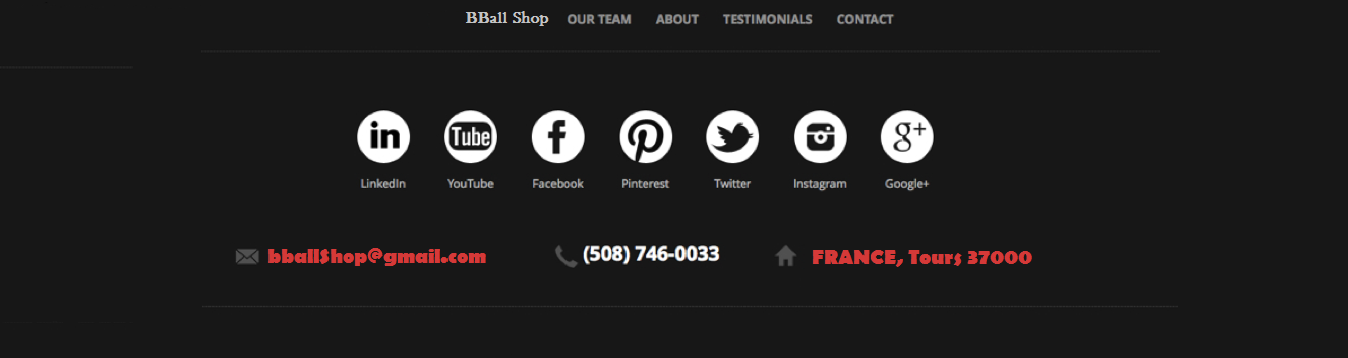 BBall Shop OUR TEAM ABOUT TESTIMONIALS CONTACT
in Tube f P g+
LinkedIn YouTube Facebook Pinterest Twitter Instagram Google+
bballShop@gmail.com (508) 746-0033 FRANCE, Tours 37000